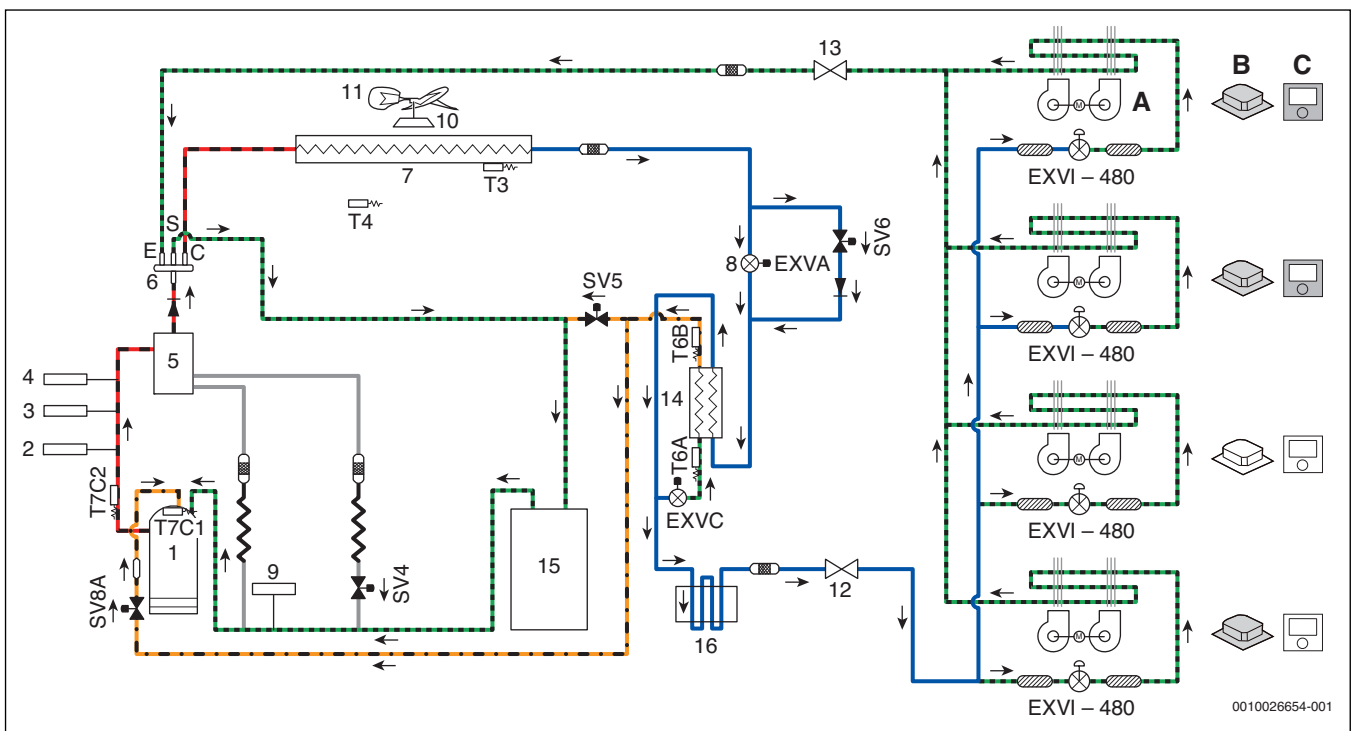 13
11
10
A
B
C
EXVI – 480
7
T3
T4
S
E
C
6
8
EXVA
SV6
SV5
EXVI – 480
5
T6B
4
3
2
14
T6A
T7C2
T7C1
EXVC
EXVI – 480
1
9
15
SV8A
SV4
12
16
EXVI – 480
M
M
M
M
0010026654-001